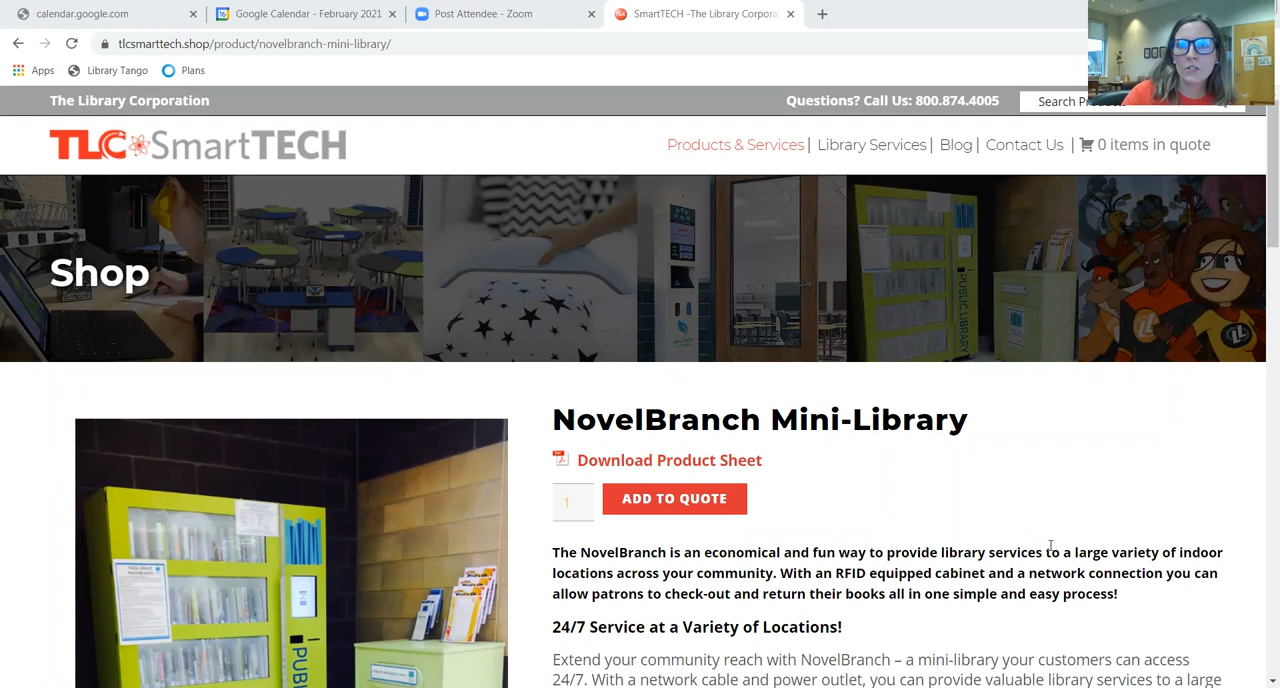 calendar.google.com
Google Calendar - February 2021
Post Attendee - Zoom
SmartTECH -The Library Corpora
tlcsmarttech.shop/product/novelbranch-mini-library/
Apps
Library Tango
Plans
The Library Corporation
Questions? Call Us: 800.874.4005
Search
TLC SmartTECH
Products & Services |
Library Services |
Blog |
Contact Us |
0 items in quote
Shop
PUBLIC LIBRARY
NovelBranch Mini-Library
Download Product Sheet
1
ADD TO QUOTE
The NovelBranch is an economical and fun way to provide library services to a large variety of indoor
locations across your community. With an RFID equipped cabinet and a network connection you can
allow patrons to check-out and return their books all in one simple and easy process!
24/7 Service at a Variety of Locations!
Extend your community reach with NovelBranch – a mini-library your customers can access
24/7. With a network cable and power outlet, you can provide valuable library services to a large